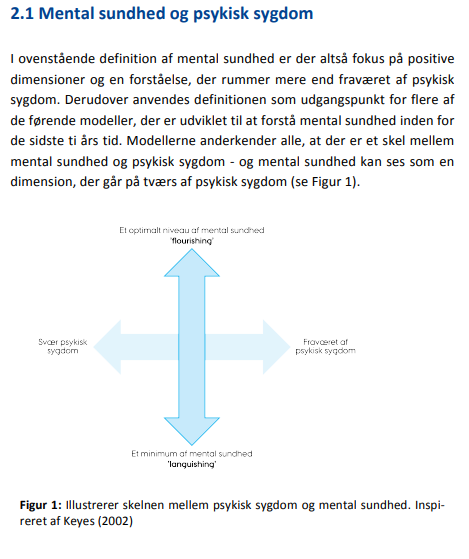 2.1 Mental sundhed og psykisk sygdom
I ovenstående definition af mental sundhed er der altså fokus på positive
dimensioner og en forståelse, der rummer mere end fraværet af psykisk
sygdom. Derudover anvendes definitionen som udgangspunkt for flere af
de førende modeller, der er udviklet til at forstå mental sundhed inden for
de sidste ti års tid. Modellerne anderkender alle, at der er et skel mellem
mental sundhed og psykisk sygdom - og mental sundhed kan ses som en
dimension, der går på tværs af psykisk sygdom (se Figur 1).
Et optimalt niveau af mental sundhed
'flourishing'
Svær psykisk
sygdom
Fraværet af
psykisk sygdom
Et minimum af mental sundhed
'languishing'
Figur 1: Illustrerer skelnen mellem psykisk sygdom og mental sundhed. Inspi-
reret af Keyes (2002)